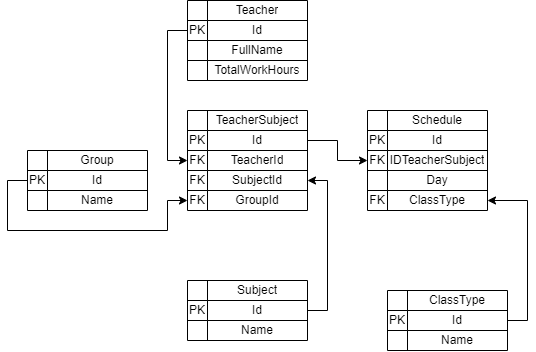 Teacher
PK Id
FullName
TotalWorkHours
TeacherSubject
PK Id
FK TeacherId
FK SubjectId
FK GroupId
Schedule
PK Id
FK IDTeacherSubject
Day
FK ClassType
Group
PK Id
Name
Subject
PK Id
Name
ClassType
PK Id
Name